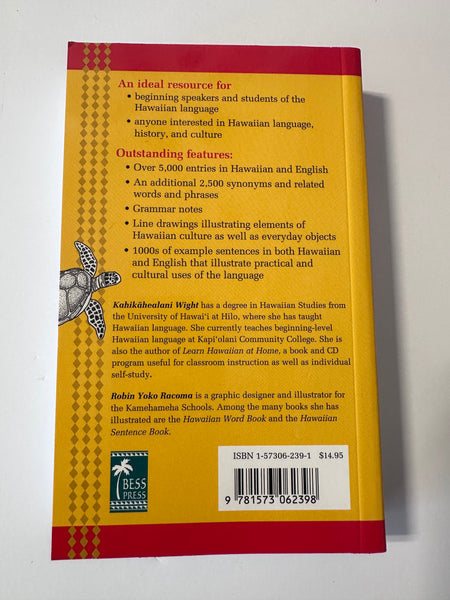 An ideal resource for
• beginning speakers and students of the
Hawaiian language
• anyone interested in Hawaiian language,
history, and culture
Outstanding features:
• Over 5,000 entries in Hawaiian and English
• An additional 2,500 synonyms and related
words and phrases
• Grammar notes
• Line drawings illustrating elements of
Hawaiian culture as well as everyday objects
• 1000s of example sentences in both Hawaiian
and English that illustrate practical and
cultural uses of the language
Kahikāhealani Wight has a degree in Hawaiian Studies from
the University of Hawai‘i at Hilo, where she has taught
Hawaiian language. She currently teaches beginning-level
Hawaiian language at Kapi‘olani Community College. She is
also the author of Learn Hawaiian at Home, a book and CD
program useful for classroom instruction as well as individual
self-study.
Robin Yoko Racoma is a graphic designer and illustrator for
the Kamehameha Schools. Among the many books she has
illustrated are the Hawaiian Word Book and the Hawaiian
Sentence Book.
ISBN 1-57306-239-1 $14.95
BESS
PRESS
9 781573 062398